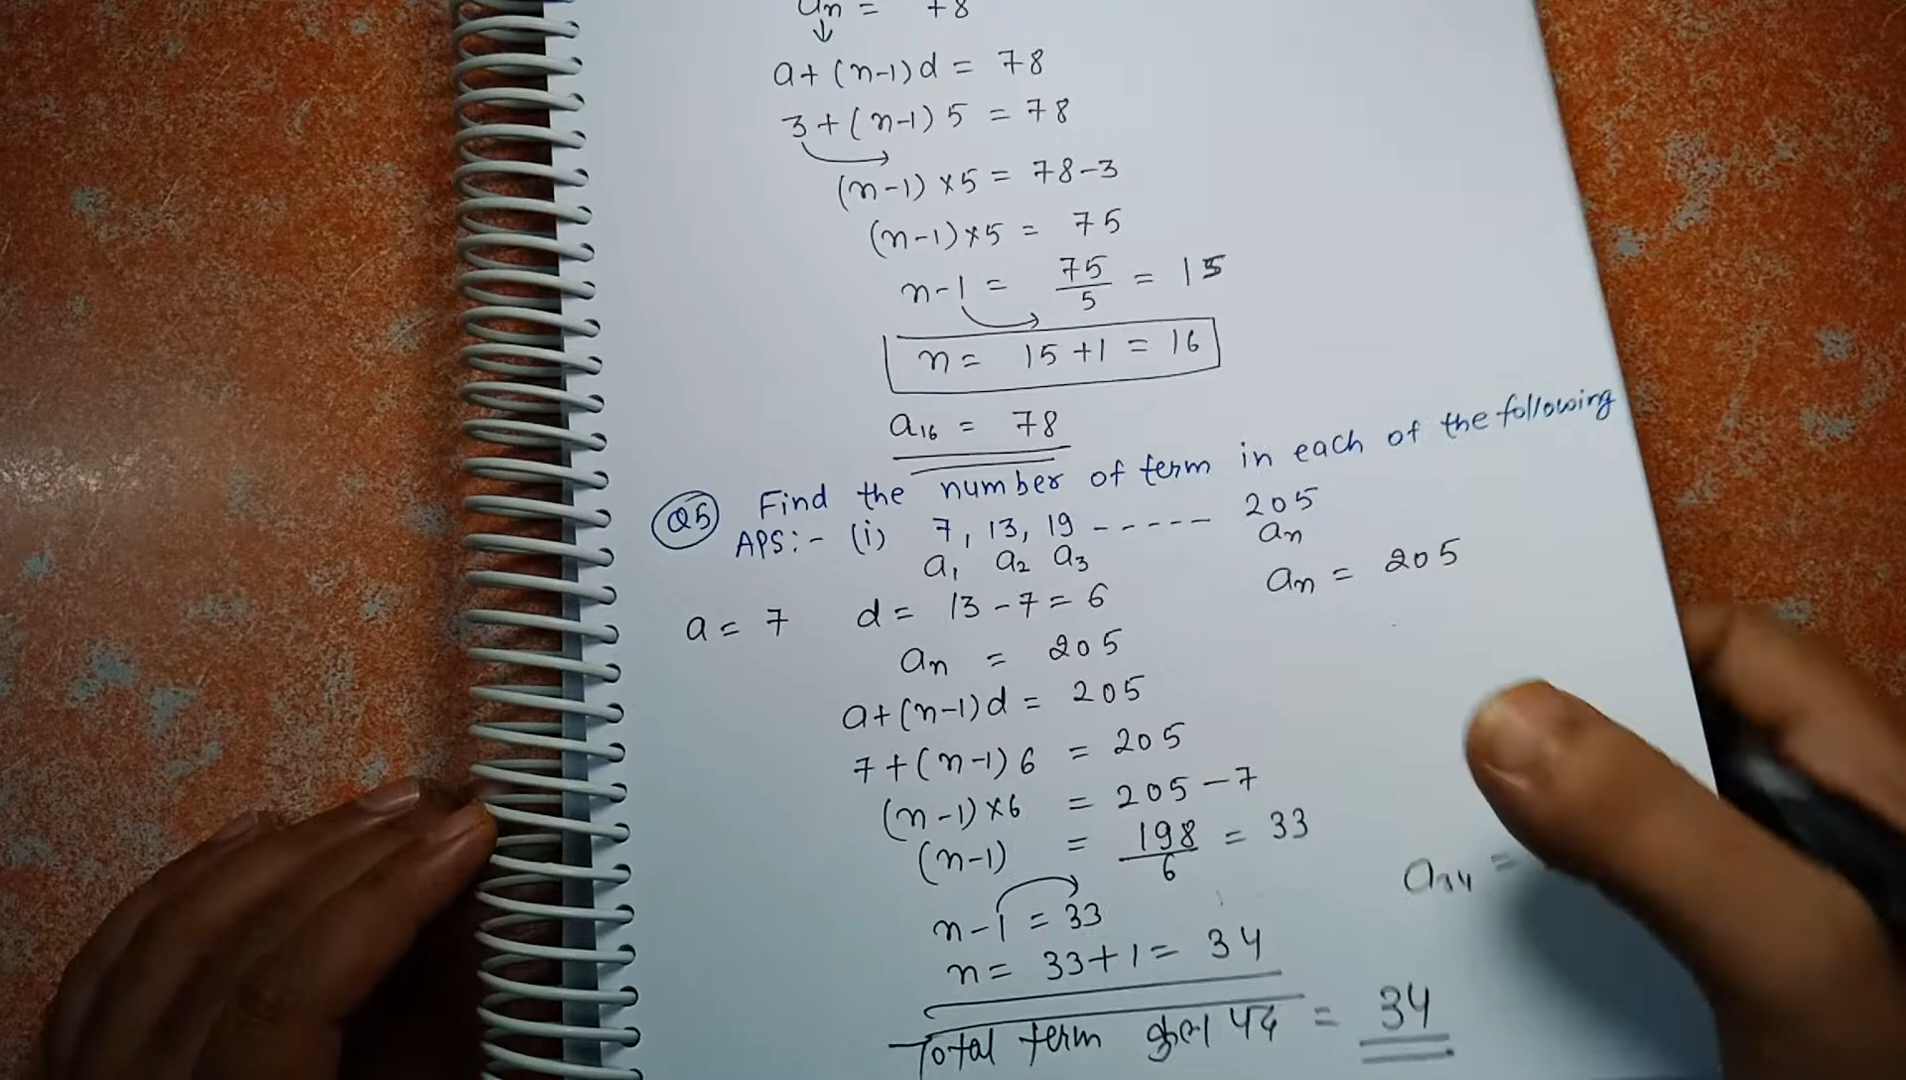 an = 78
↓
a+(n-1)d = 78
3+(n-1)5 = 78
(n-1)×5 = 78-3
(n-1)×5 = 75
n-1 = 75/5 = 15
n= 15+1 = 16
a16 = 78
Q5 Find the number of term in each of the following
APS:- (i) 7, 13, 19 ----- 205
a1 a2 a3 an
a= 7 d= 13-7=6 an = 205
an = 205
a+(n-1)d = 205
7+(n-1)6 = 205
(n-1)×6 = 205-7
(n-1) = 198/6 = 33
n-1 = 33 a34 =
n= 33+1= 34
Total term कुल पद = 34